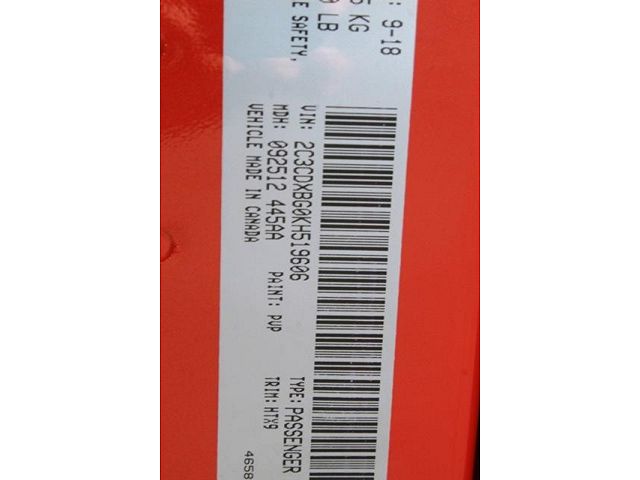 : 9-18
5 KG
LB
E SAFETY,
VIN: 2C3CDXBG0KH519606
TYPE: PASSENGER
MDH: 092512 445AA
PAINT: PVP
TRIM: HTX9
VEHICLE MADE IN CANADA
4658